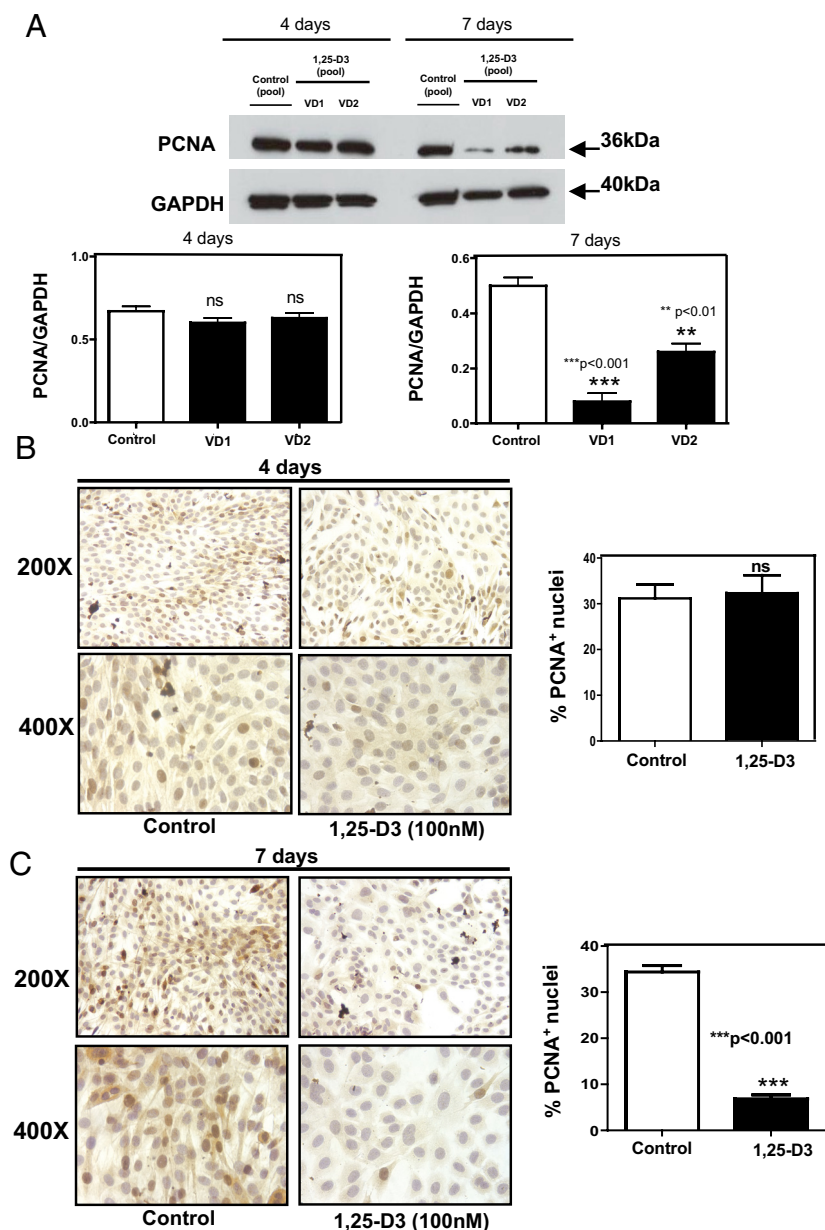 A
4 days
7 days
Control
(pool)
1,25-D3
(pool)
VD1
VD2
Control
(pool)
1,25-D3
(pool)
VD1
VD2
PCNA
36kDa
GAPDH
40kDa
4 days
PCNA/GAPDH
1.0
0.5
0.0
ns
ns
Control
VD1
VD2
7 days
PCNA/GAPDH
0.6
0.4
0.2
0.0
***p<0.001
***
** p<0.01
**
Control
VD1
VD2
B
4 days
200X
400X
Control
1,25-D3 (100nM)
% PCNA⁺ nuclei
40
30
20
10
0
ns
Control
1,25-D3
C
7 days
200X
400X
Control
1,25-D3 (100nM)
% PCNA⁺ nuclei
40
30
20
10
0
***p<0.001
***
Control
1,25-D3